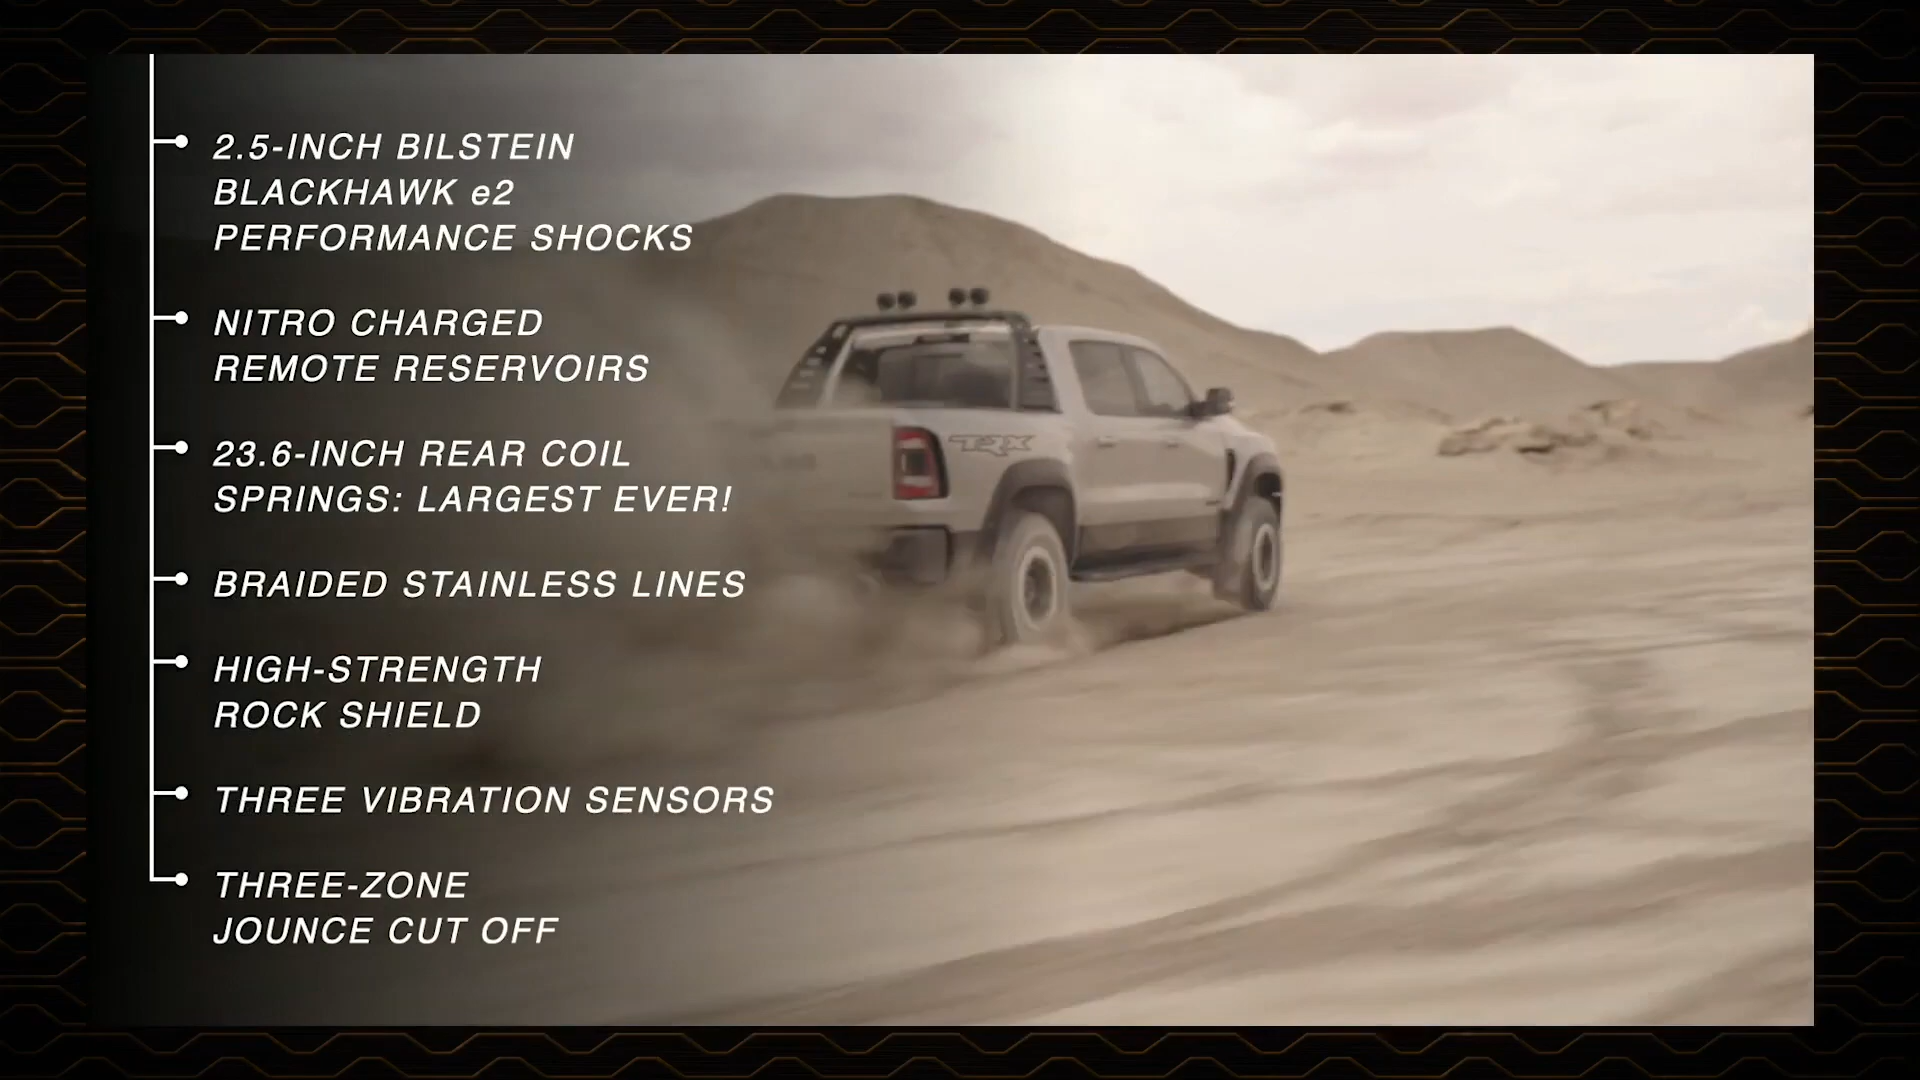 2.5-INCH BILSTEIN
BLACKHAWK e2
PERFORMANCE SHOCKS
NITRO CHARGED
REMOTE RESERVOIRS
23.6-INCH REAR COIL
SPRINGS: LARGEST EVER!
BRAIDED STAINLESS LINES
HIGH-STRENGTH
ROCK SHIELD
THREE VIBRATION SENSORS
THREE-ZONE
JOUNCE CUT OFF
TRX